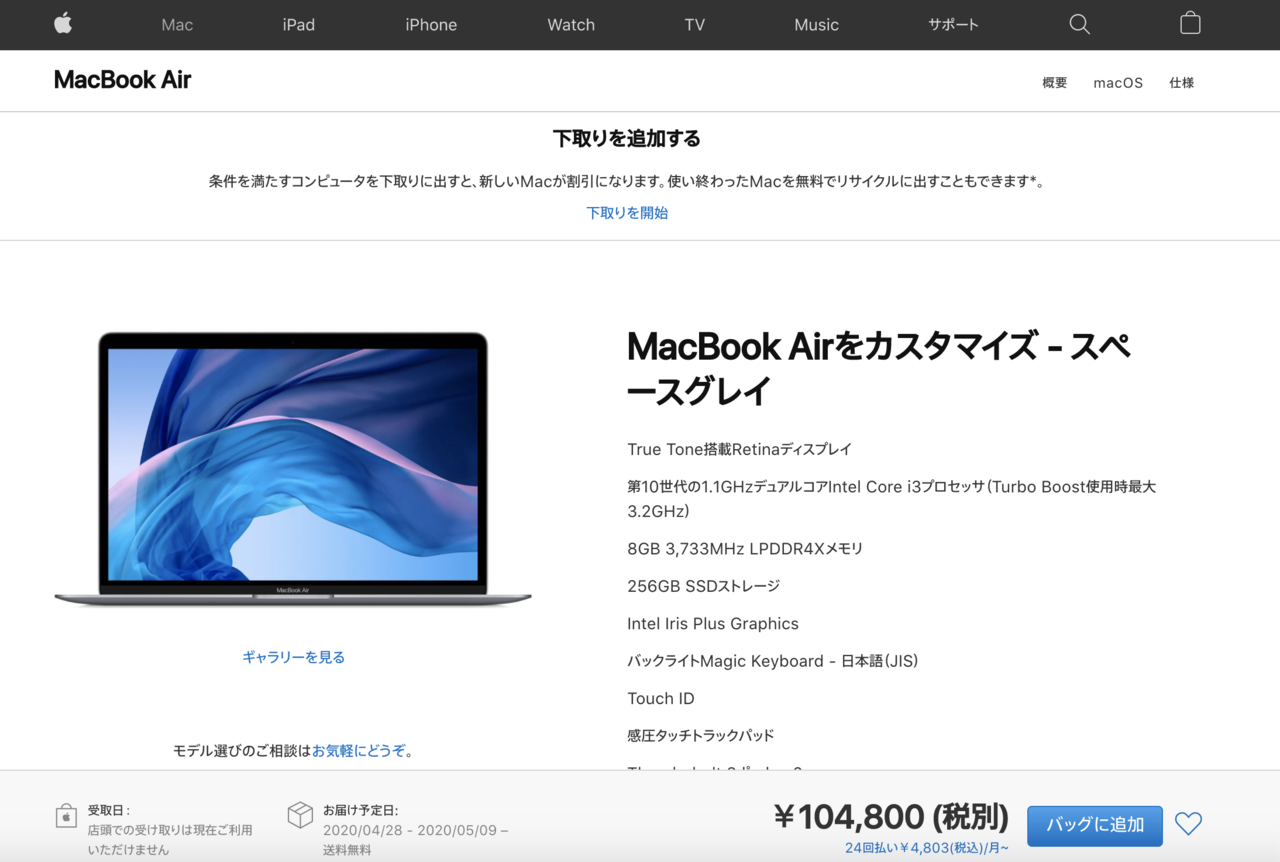 Mac
iPad
iPhone
Watch
TV
Music
サポート
MacBook Air
概要
macOS
仕様
下取りを追加する
条件を満たすコンピュータを下取りに出すと、新しいMacが割引になります。使い終わったMacを無料でリサイクルに出すこともできます*。
下取りを開始
MacBook Air
ギャラリーを見る
モデル選びのご相談はお気軽にどうぞ。
MacBook Airをカスタマイズ - スペ
ースグレイ
True Tone搭載Retinaディスプレイ
第10世代の1.1GHzデュアルコアIntel Core i3プロセッサ(Turbo Boost使用時最大
3.2GHz)
8GB 3,733MHz LPDDR4Xメモリ
256GB SSDストレージ
Intel Iris Plus Graphics
バックライトMagic Keyboard - 日本語(JIS)
Touch ID
感圧タッチトラックパッド
受取日:
店頭での受け取りは現在ご利用
いただけません
お届け予定日:
2020/04/28 - 2020/05/09 –
送料無料
¥104,800 (税別)
24回払い¥4,803(税込)/月~
バッグに追加